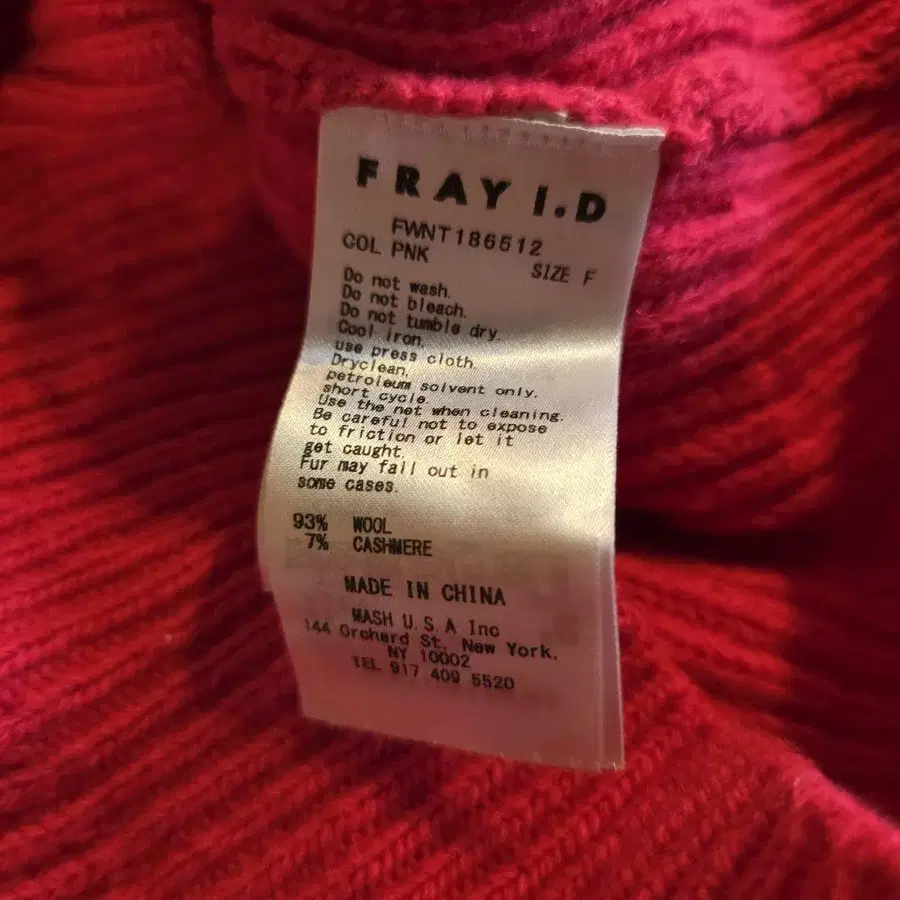 FRAY I.D
FWNT186512
COL PNK SIZE F
Do not wash.
Do not bleach.
Do not tumble dry.
Cool iron,
use press cloth.
Dryclean,
petroleum solvent only.
short cycle.
Use the net when cleaning.
Be careful not to expose
to friction or let it
get caught.
Fur may fall out in
some cases.
93% WOOL
7% CASHMERE
MADE IN CHINA
MASH U.S.A Inc
144 Orchard St. New York.
NY 10002
TEL 917 409 5520